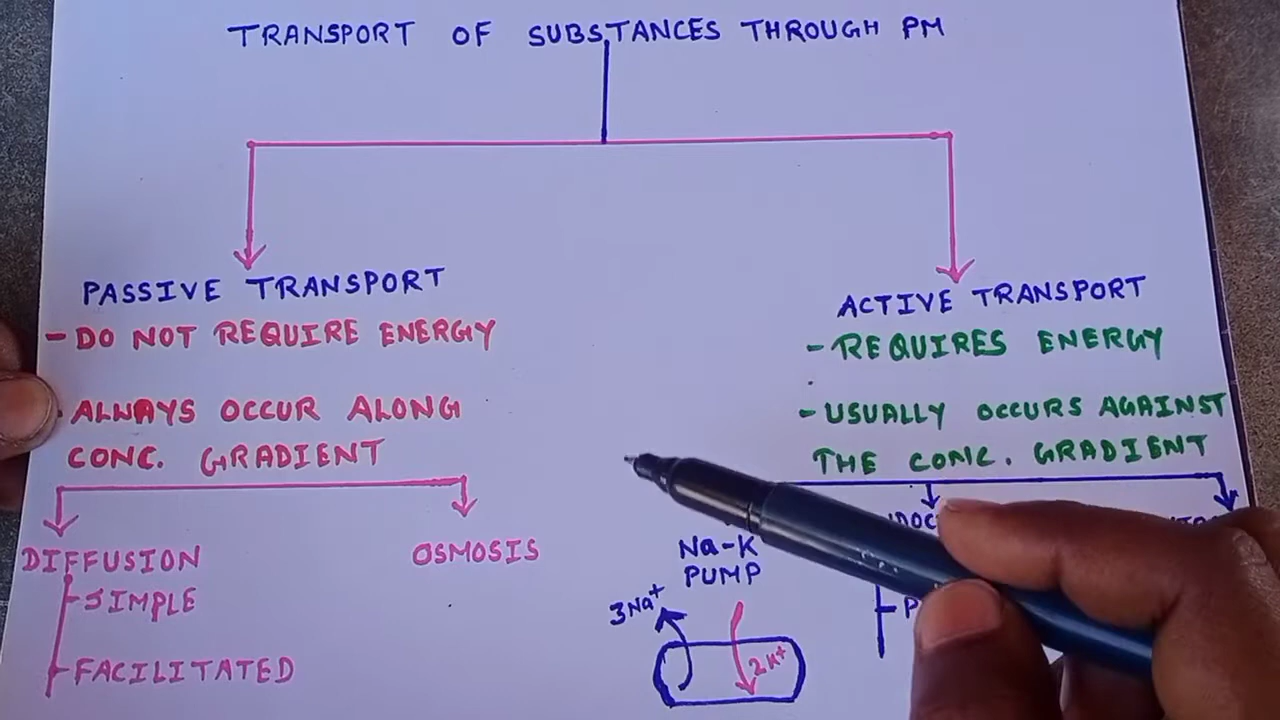 TRANSPORT OF SUBSTANCES THROUGH PM
PASSIVE TRANSPORT
- DO NOT REQUIRE ENERGY
- ALWAYS OCCUR ALONG
CONC. GRADIENT
DIFFUSION
- SIMPLE
- FACILITATED
OSMOSIS
ACTIVE TRANSPORT
- REQUIRES ENERGY
- USUALLY OCCURS AGAINST
THE CONC. GRADIENT
Na-K
PUMP
3Na+
2K+